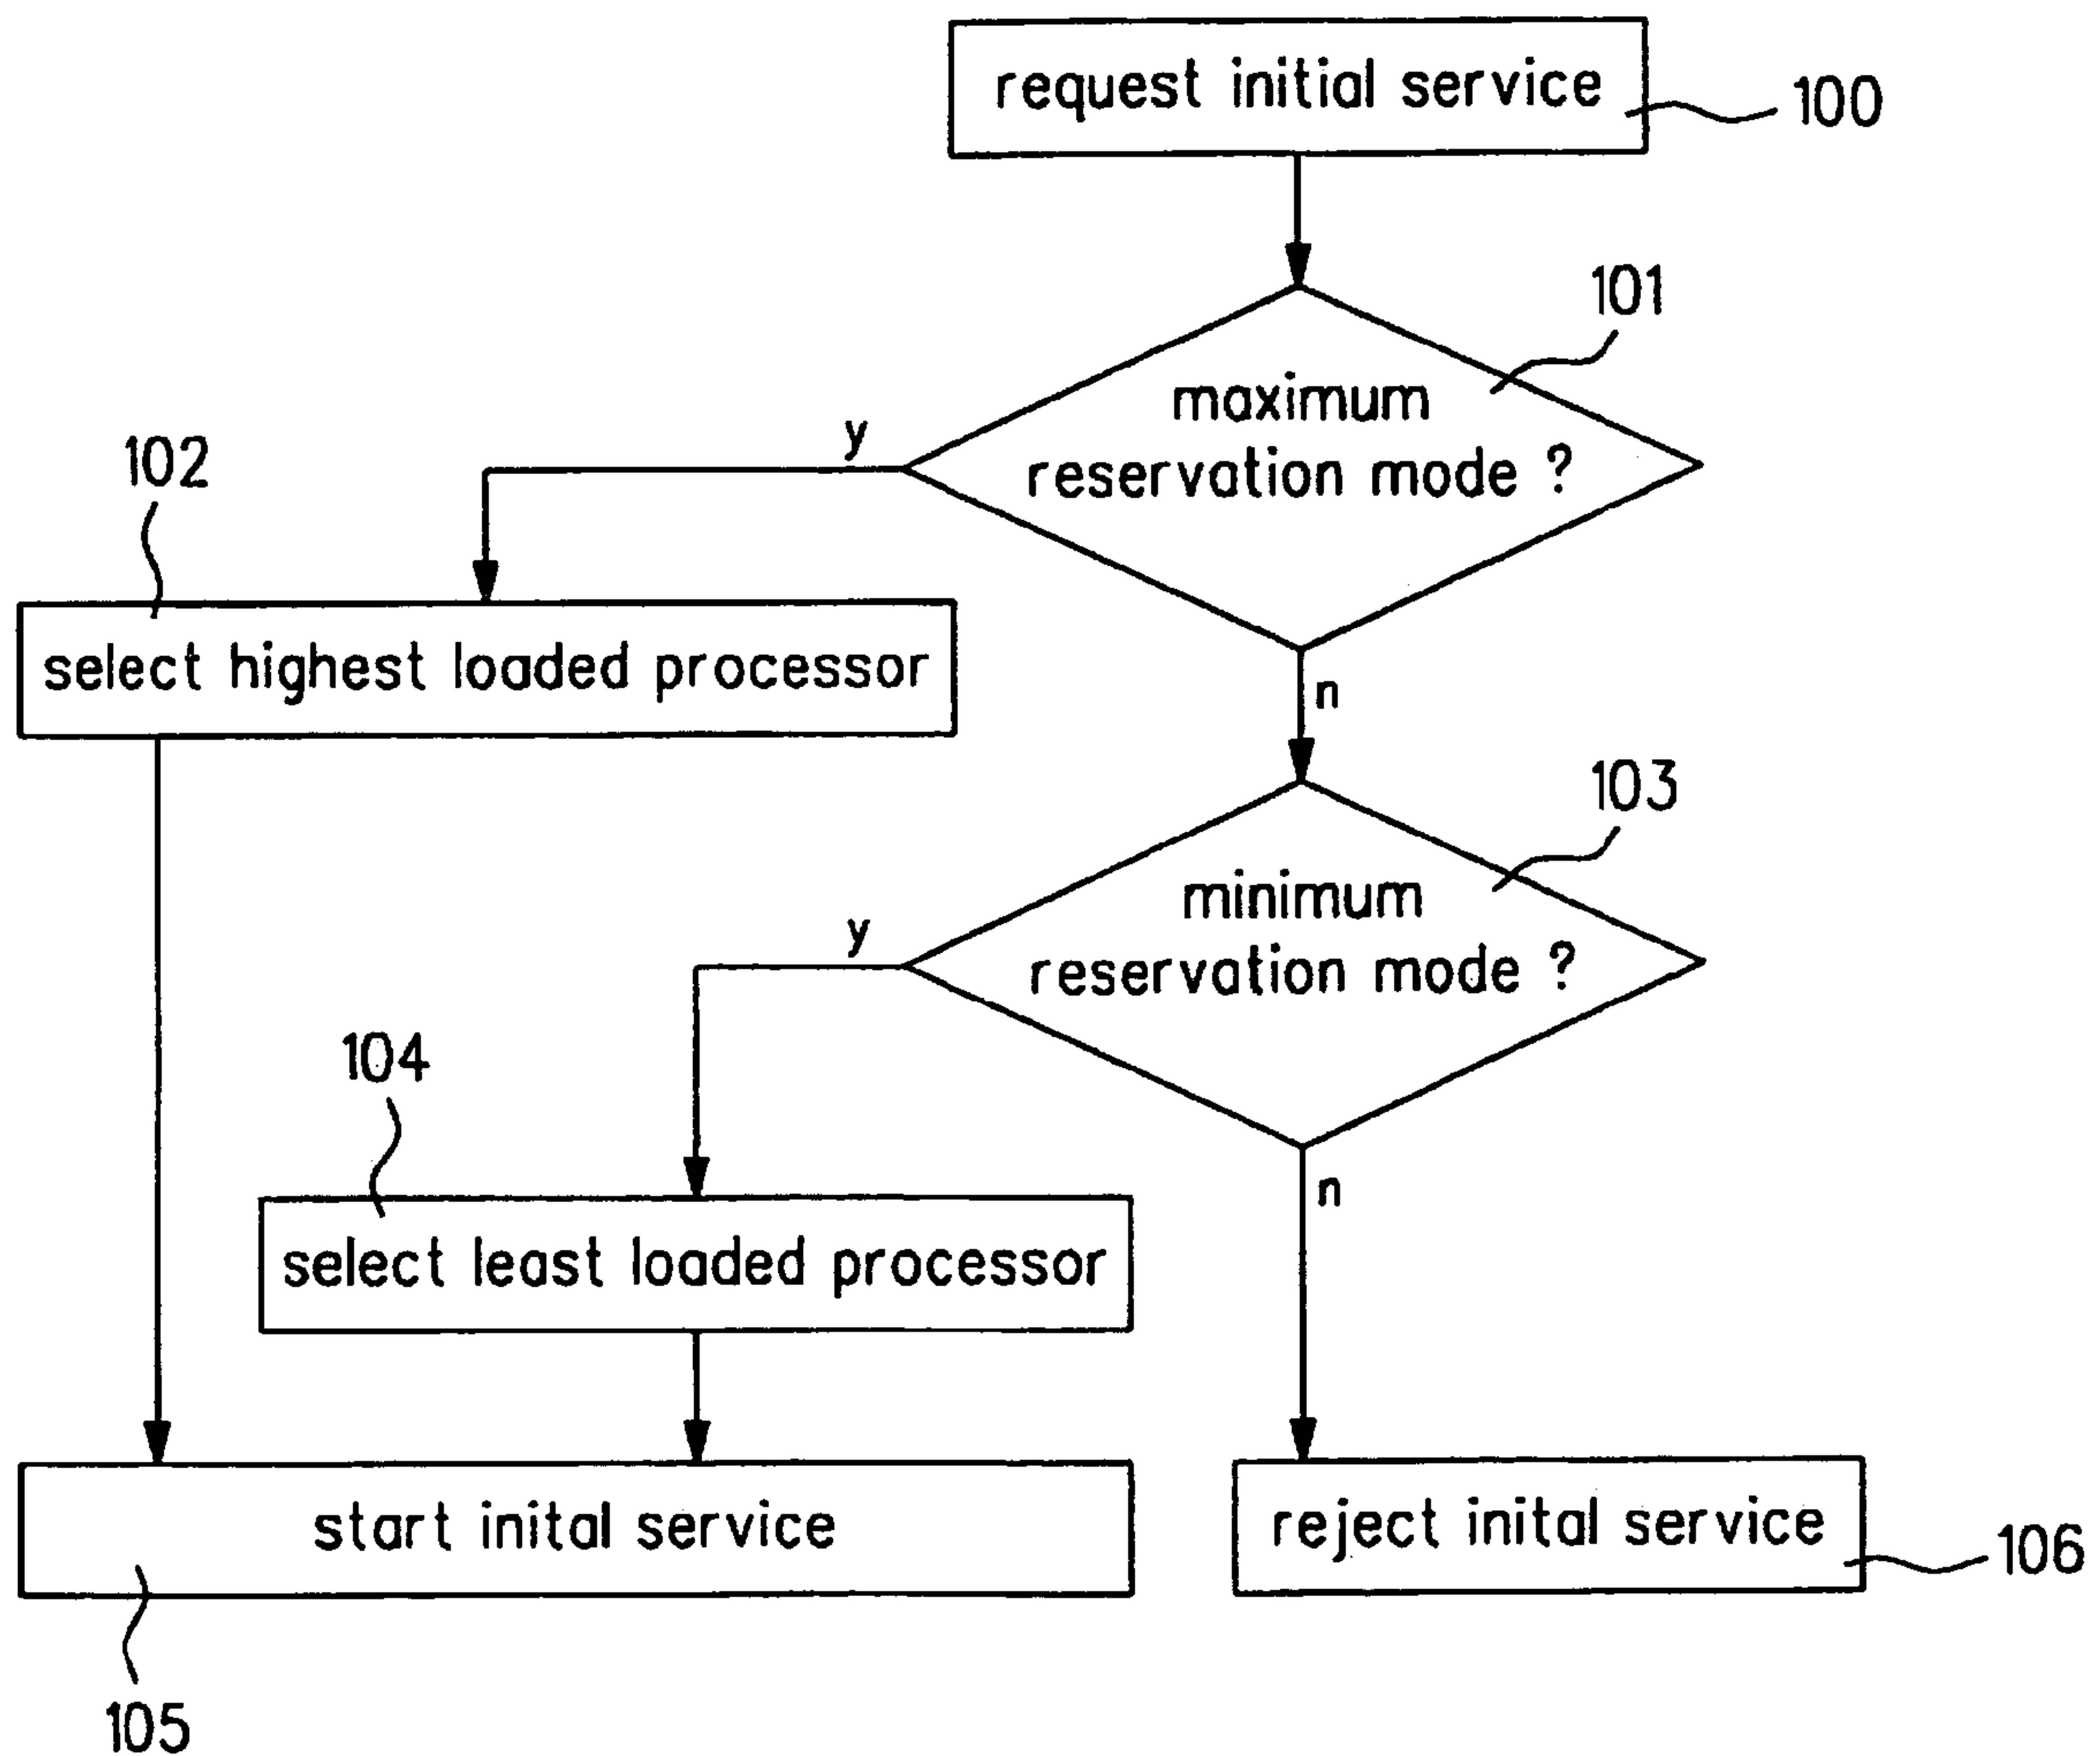 request initial service
100
101
maximum
reservation mode ?
y
102
select highest loaded processor
n
103
minimum
reservation mode ?
y
104
n
select least loaded processor
start inital service
reject inital service
106
105